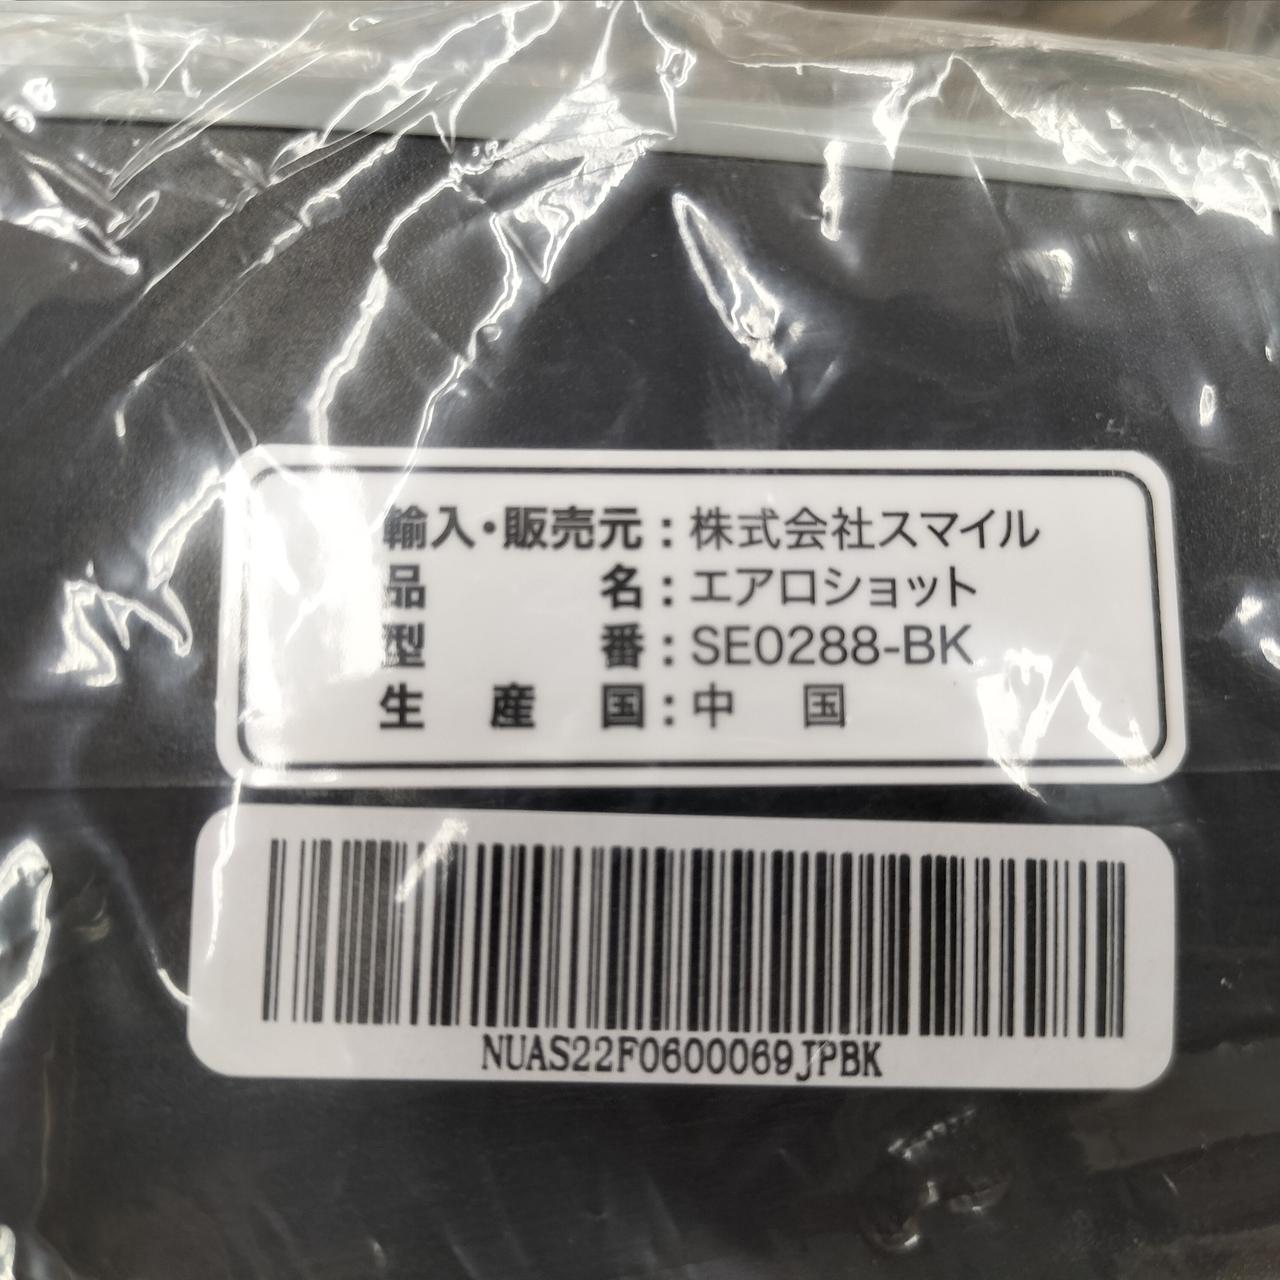 輸入・販売元：株式会社スマイル
品名：エアロショット
型番：SE0288-BK
生産国：中国
NUAS22F0600069JPBK